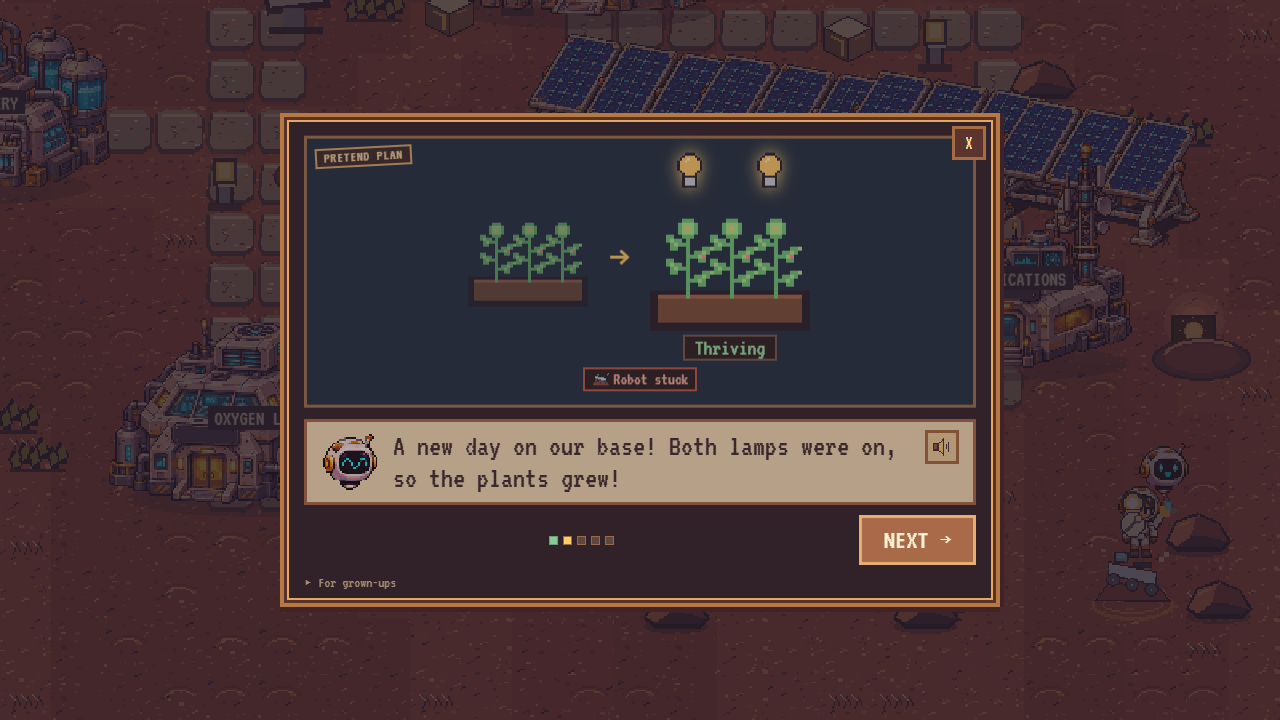 RY
PRETEND PLAN
X
Thriving
Robot stuck
ICATIONS
OXYGEN L
A new day on our base! Both lamps were on,
so the plants grew!
NEXT →
▸ For grown-ups